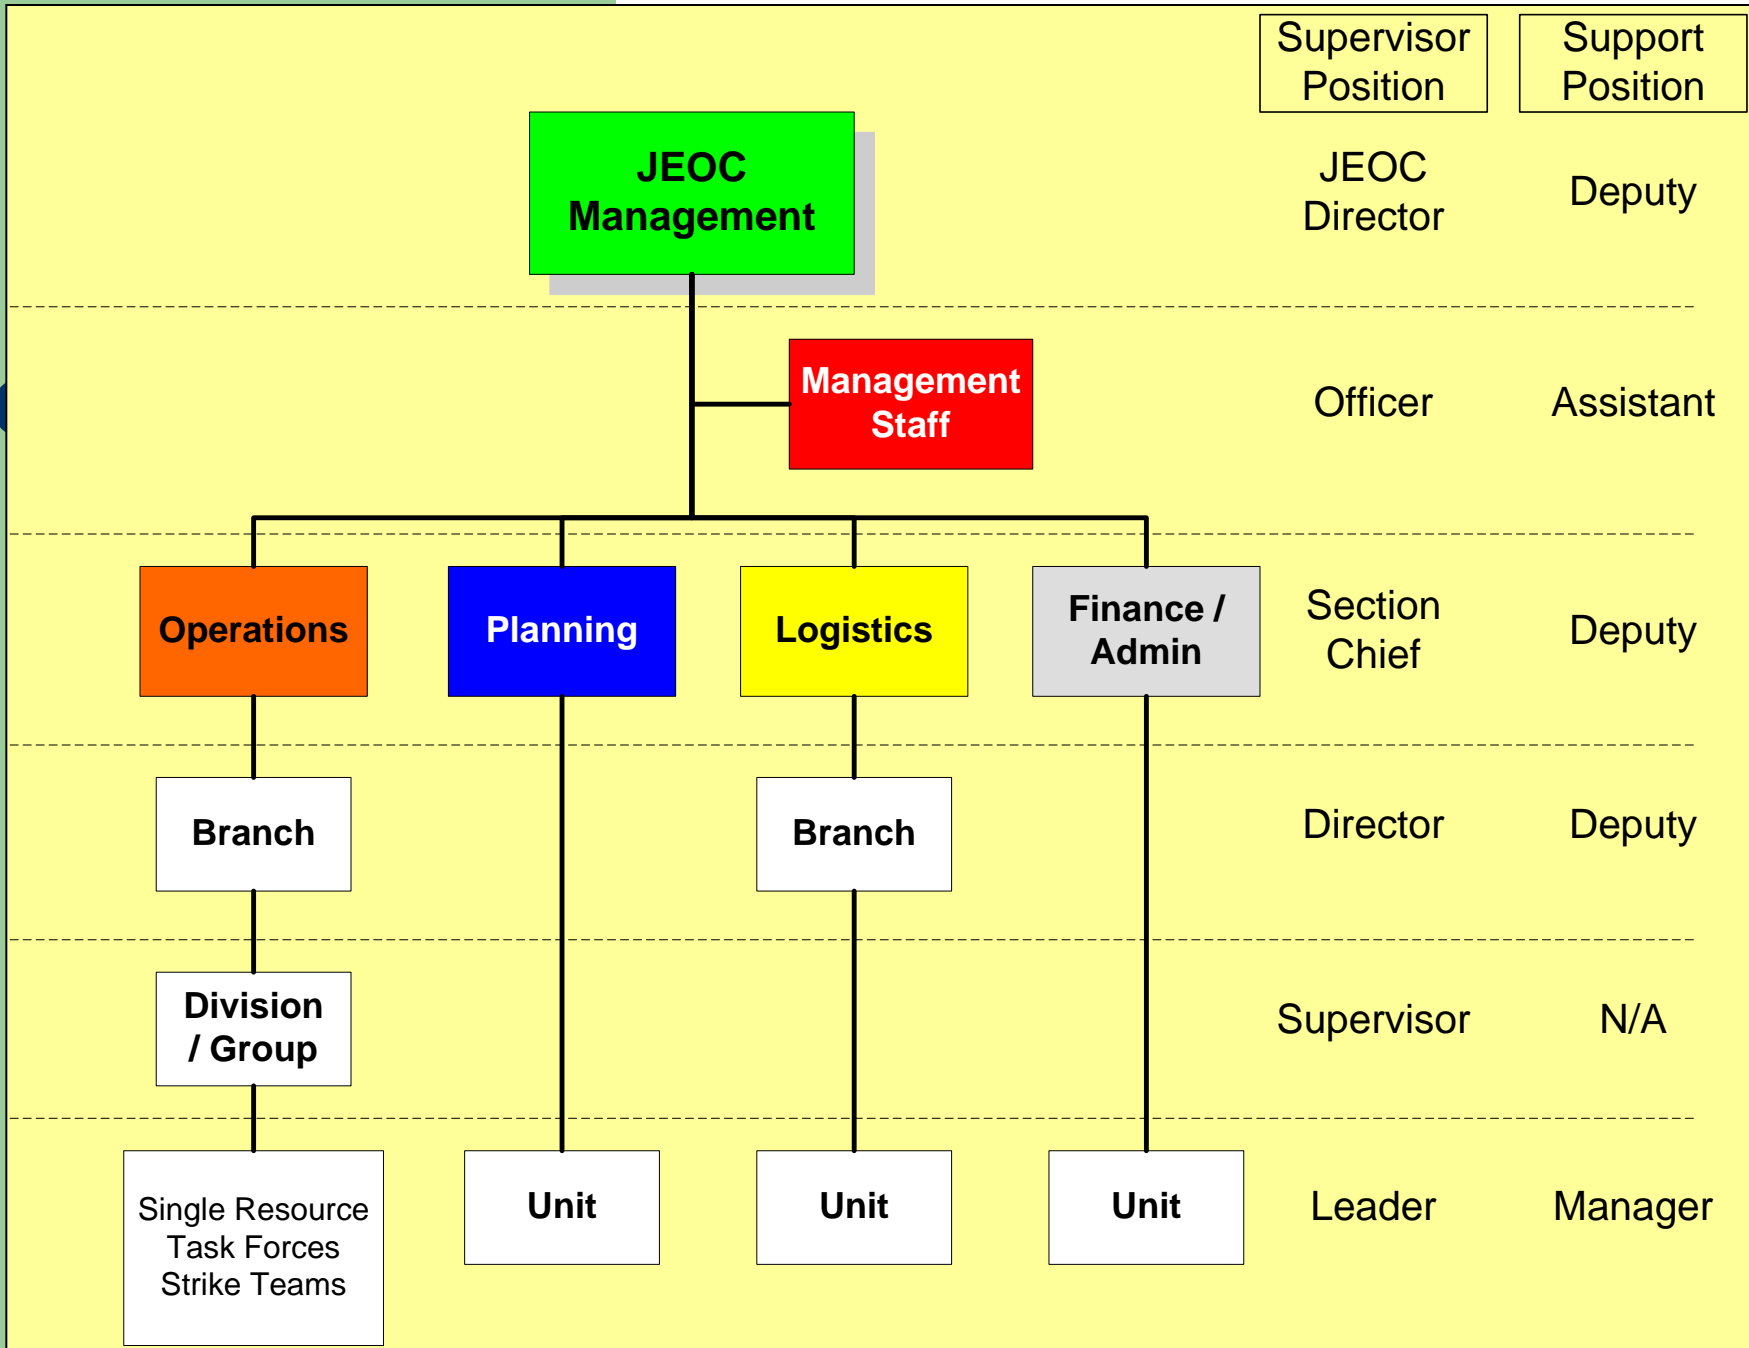 Supervisor
Position
Support
Position
JEOC
Management
JEOC
Director
Deputy
Management
Staff
Officer
Assistant
Operations
Planning
Logistics
Finance /
Admin
Section
Chief
Deputy
Branch
Branch
Director
Deputy
Division
/ Group
Supervisor
N/A
Single Resource
Task Forces
Strike Teams
Unit
Unit
Unit
Leader
Manager